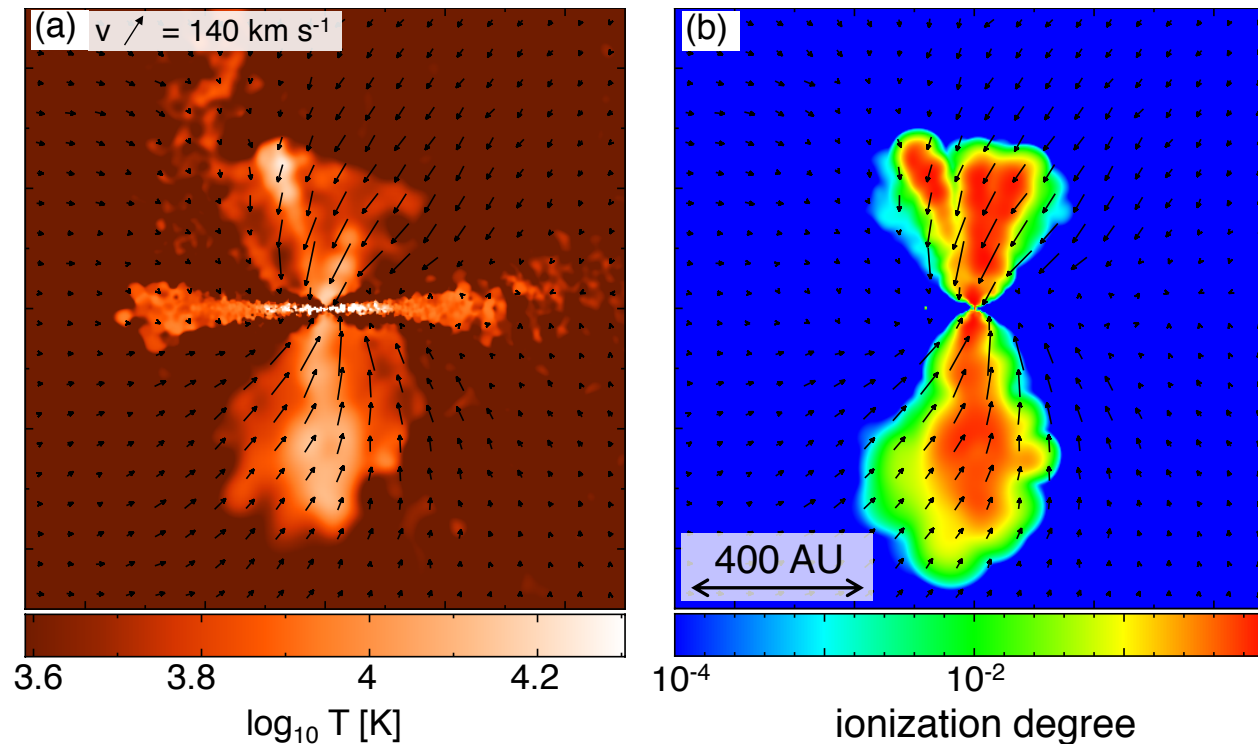 (a) v ↗ = 140 km s⁻¹
(b)
400 AU
3.6 3.8 4 4.2
log₁₀ T [K]
10⁻⁴ 10⁻²
ionization degree